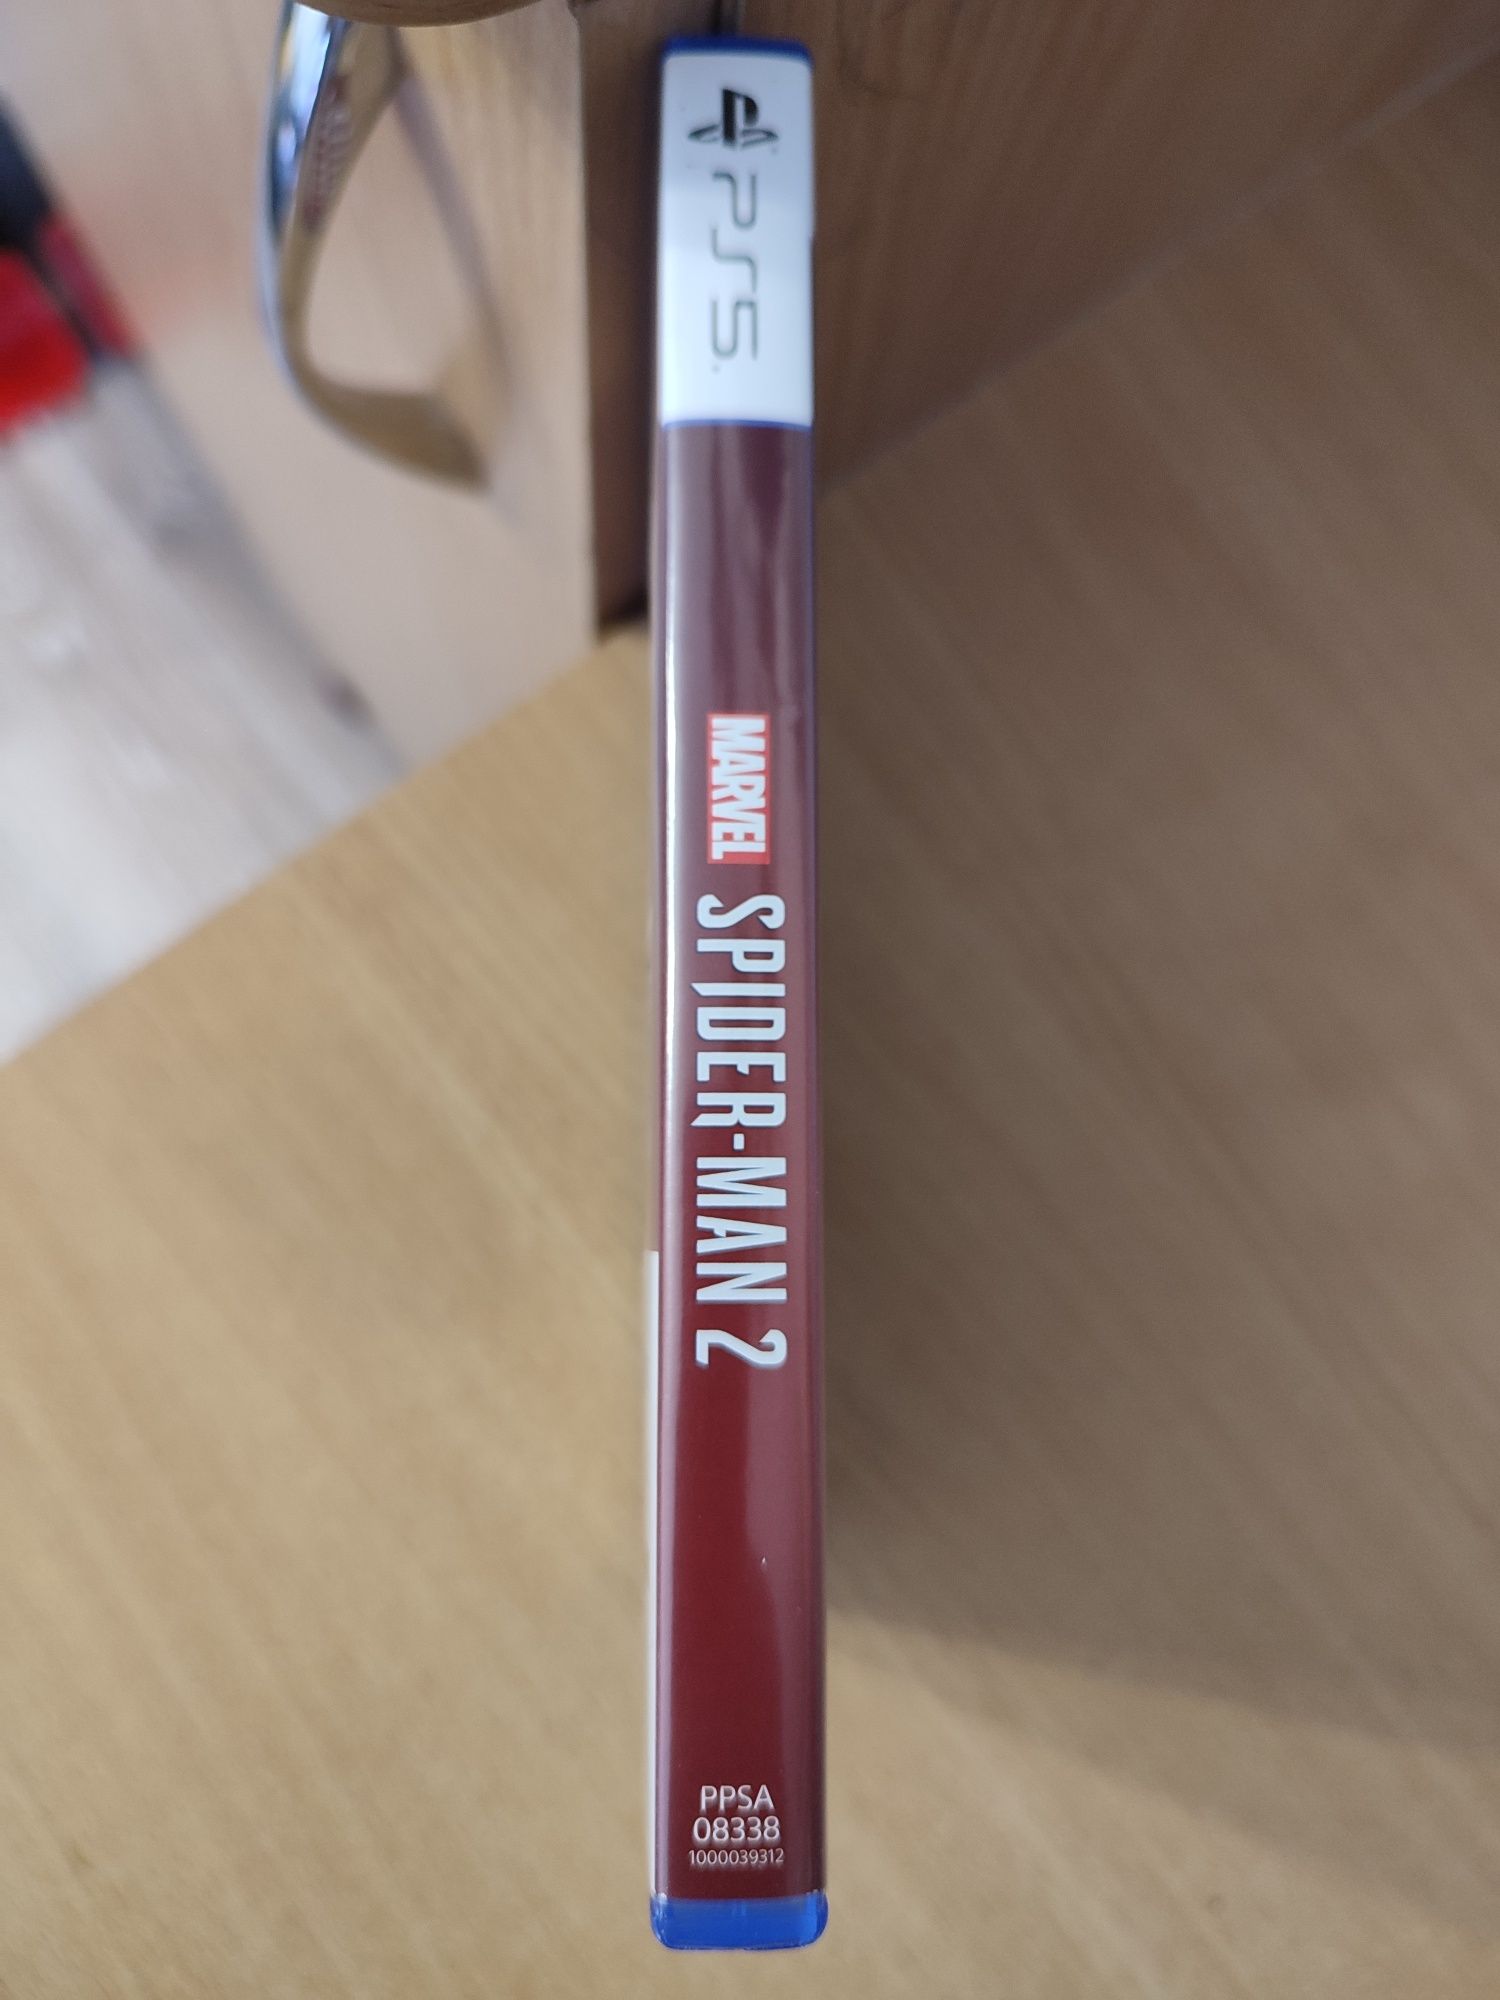 PS5
MARVEL
SPIDER-MAN 2
PPSA
08338
1000039312